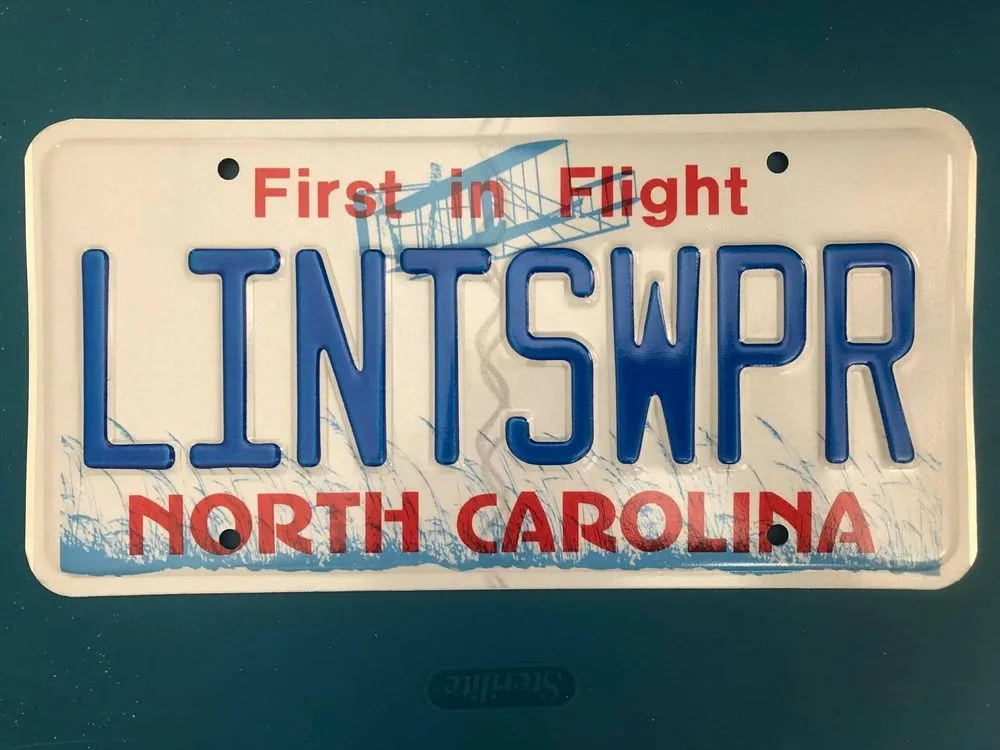 First in Flight
LINTSWPR
NORTH CAROLINA
Sterilite